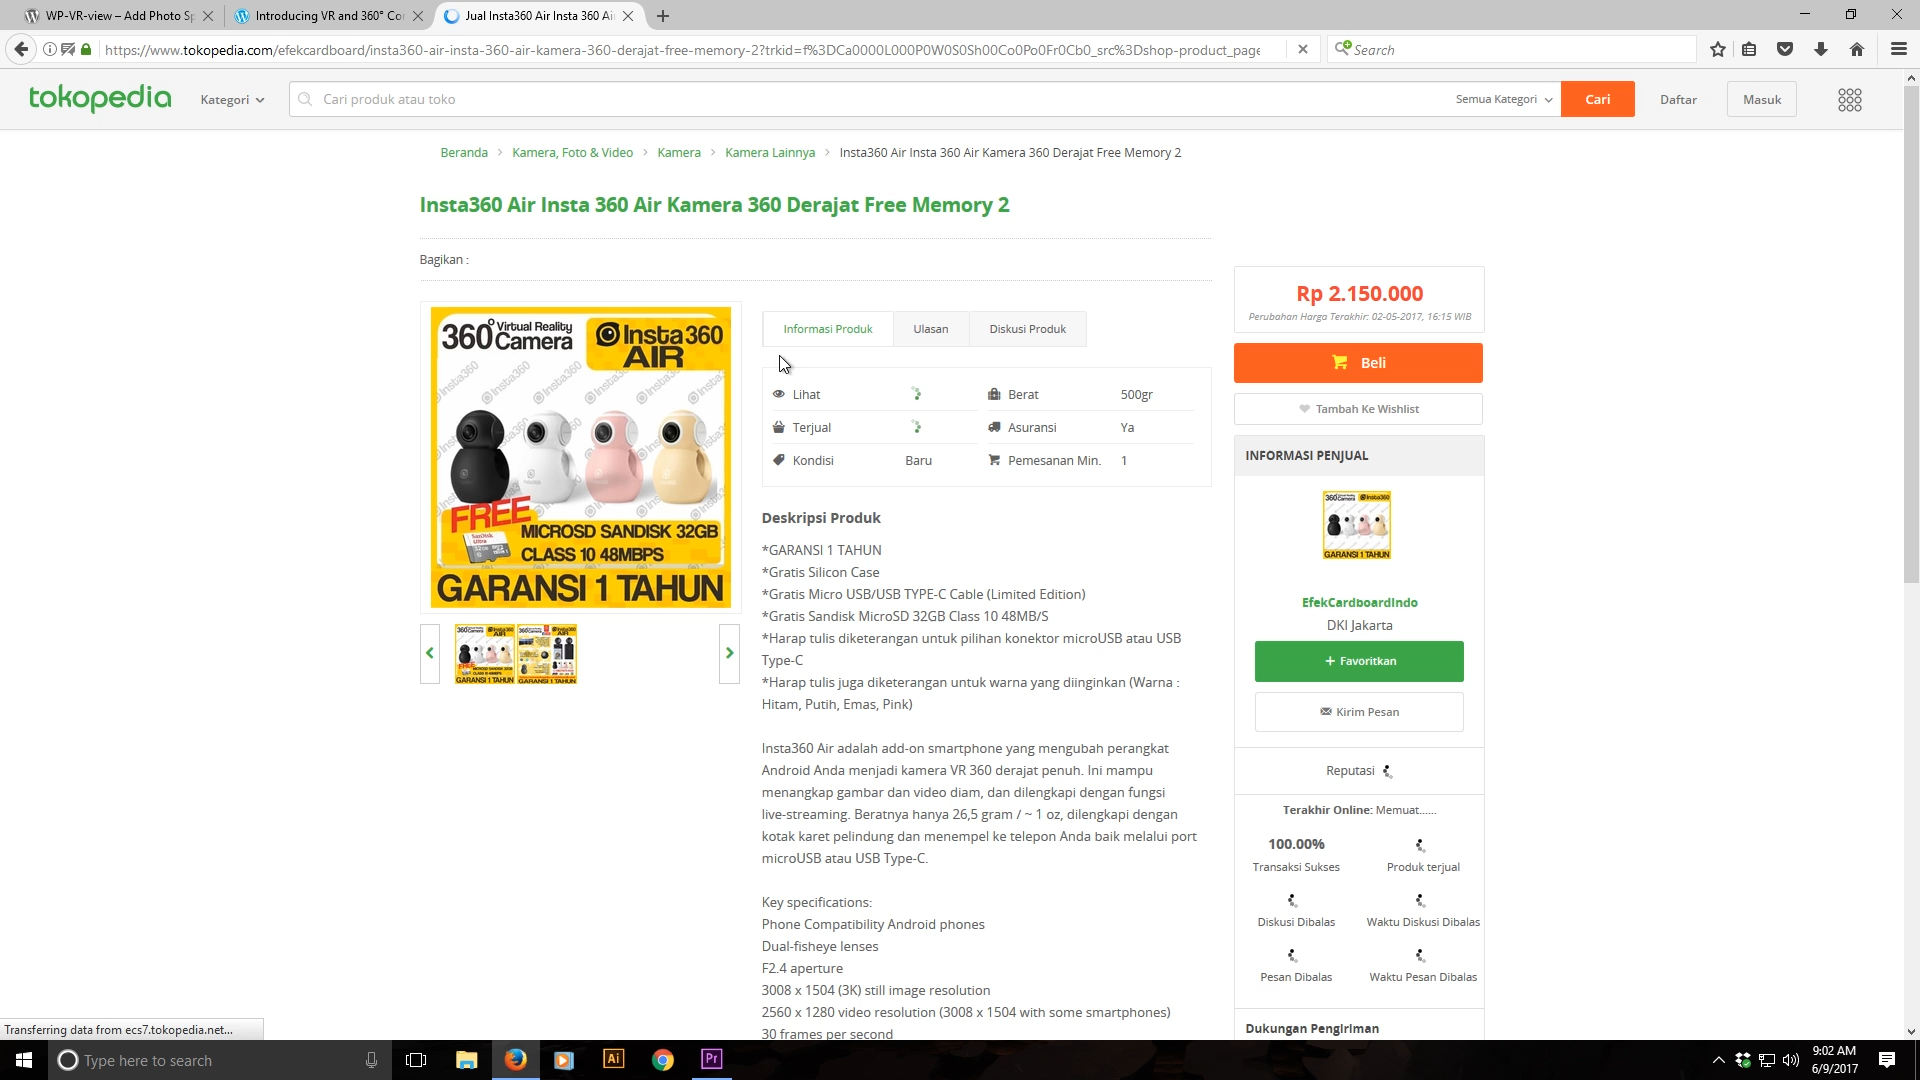 WP-VR-view – Add Photo Sp
Introducing VR and 360° Co
Jual Insta360 Air Insta 360 Ai
https://www.tokopedia.com/efekcardboard/insta360-air-insta-360-air-kamera-360-derajat-free-memory-2?trkid=f%3DCa0000L000P0W0S0Sh00Co0Po0Fr0Cb0_src%3Dshop-product_page
Search
tokopedia
Kategori
Cari produk atau toko
Semua Kategori
Cari
Daftar
Masuk
Beranda > Kamera, Foto & Video > Kamera > Kamera Lainnya > Insta360 Air Insta 360 Air Kamera 360 Derajat Free Memory 2
Insta360 Air Insta 360 Air Kamera 360 Derajat Free Memory 2
Bagikan :
360° Virtual Reality Camera
Insta360 AIR
FREE
MICROSD SANDISK 32GB
CLASS 10 48MBPS
GARANSI 1 TAHUN
Informasi Produk
Ulasan
Diskusi Produk
Lihat
Berat 500gr
Terjual
Asuransi Ya
Kondisi Baru
Pemesanan Min. 1
Deskripsi Produk
*GARANSI 1 TAHUN
*Gratis Silicon Case
*Gratis Micro USB/USB TYPE-C Cable (Limited Edition)
*Gratis Sandisk MicroSD 32GB Class 10 48MB/S
*Harap tulis diketerangan untuk pilihan konektor microUSB atau USB
Type-C
*Harap tulis juga diketerangan untuk warna yang diinginkan (Warna :
Hitam, Putih, Emas, Pink)
Insta360 Air adalah add-on smartphone yang mengubah perangkat
Android Anda menjadi kamera VR 360 derajat penuh. Ini mampu
menangkap gambar dan video diam, dan dilengkapi dengan fungsi
live-streaming. Beratnya hanya 26,5 gram / ~ 1 oz, dilengkapi dengan
kotak karet pelindung dan menempel ke telepon Anda baik melalui port
microUSB atau USB Type-C.
Key specifications:
Phone Compatibility Android phones
Dual-fisheye lenses
F2.4 aperture
3008 x 1504 (3K) still image resolution
2560 x 1280 video resolution (3008 x 1504 with some smartphones)
30 frames per second
Rp 2.150.000
Perubahan Harga Terakhir: 02-05-2017, 16:15 WIB
Beli
Tambah Ke Wishlist
INFORMASI PENJUAL
EfekCardboardIndo
DKI Jakarta
+ Favoritkan
Kirim Pesan
Reputasi
Terakhir Online: Memuat......
100.00%
Transaksi Sukses
Produk terjual
Diskusi Dibalas
Waktu Diskusi Dibalas
Pesan Dibalas
Waktu Pesan Dibalas
Dukungan Pengiriman
Transferring data from ecs7.tokopedia.net...
Type here to search
Ai
Pr
9:02 AM
6/9/2017